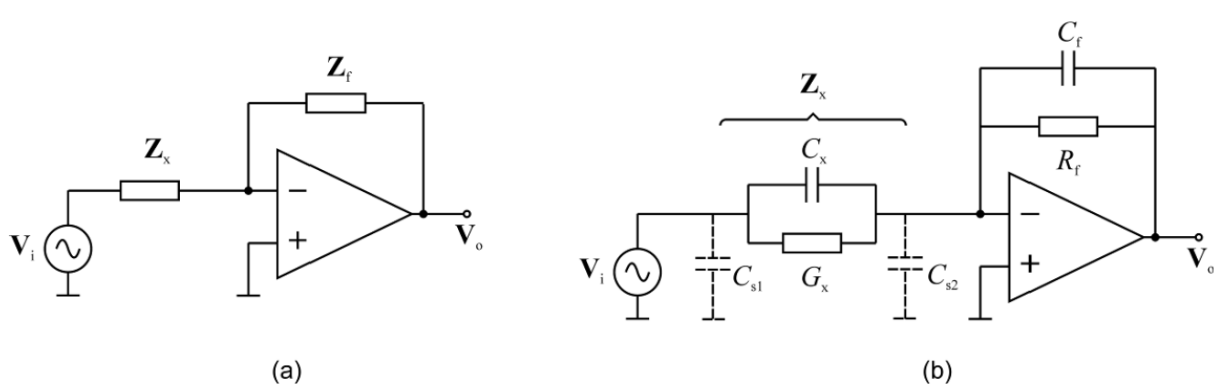 Z_f
Z_x
V_i
−
+
V_o
(a)
C_f
Z_x
C_x
R_f
V_i
C_s1
G_x
C_s2
−
+
V_o
(b)